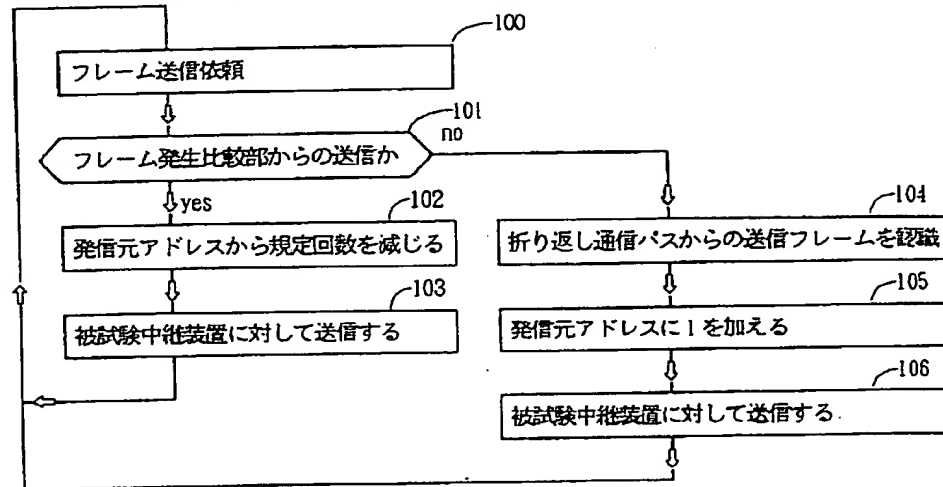 100
フレーム送信依頼
101
no
フレーム発生比較部からの送信か
yes
102
発信元アドレスから規定回数を減じる
103
被試験中継装置に対して送信する
104
折り返し通信パスからの送信フレームを認識
105
発信元アドレスに1を加える
106
被試験中継装置に対して送信する